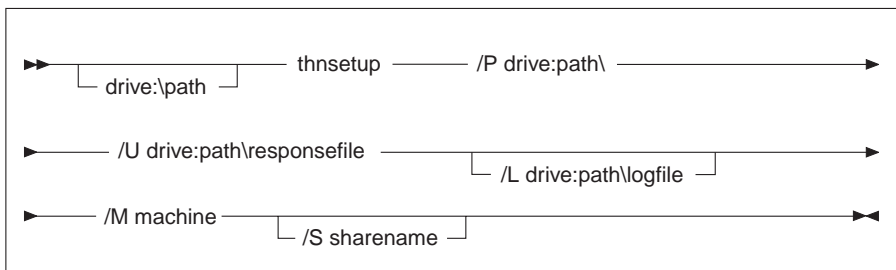 thnsetup /P drive:path\
drive:\path
/U drive:path\responsefile
/L drive:path\logfile
/M machine
/S sharename